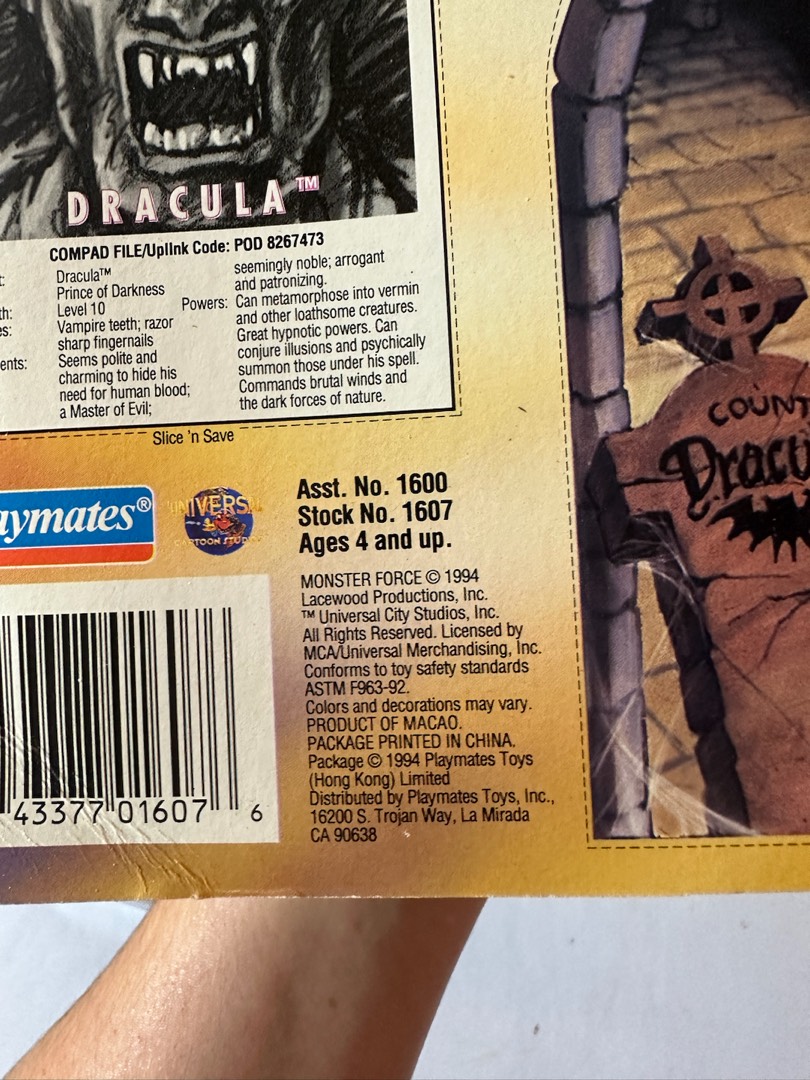 DRACULA™
COMPAD FILE/Uplink Code: POD 8267473
Dracula™
Prince of Darkness
Level 10
Vampire teeth; razor
sharp fingernails
Seems polite and
charming to hide his
need for human blood;
a Master of Evil;
seemingly noble; arrogant
and patronizing.
Powers: Can metamorphose into vermin
and other loathsome creatures.
Great hypnotic powers. Can
conjure illusions and psychically
summon those under his spell.
Commands brutal winds and
the dark forces of nature.
Slice 'n Save
aymates®
UNIVERSAL
CARTOON STUDIOS
Asst. No. 1600
Stock No. 1607
Ages 4 and up.
MONSTER FORCE © 1994
Lacewood Productions, Inc.
™ Universal City Studios, Inc.
All Rights Reserved. Licensed by
MCA/Universal Merchandising, Inc.
Conforms to toy safety standards
ASTM F963-92.
Colors and decorations may vary.
PRODUCT OF MACAO.
PACKAGE PRINTED IN CHINA.
Package © 1994 Playmates Toys
(Hong Kong) Limited
Distributed by Playmates Toys, Inc.,
16200 S. Trojan Way, La Mirada
CA 90638
43377 01607 6
COUNT
Dracu